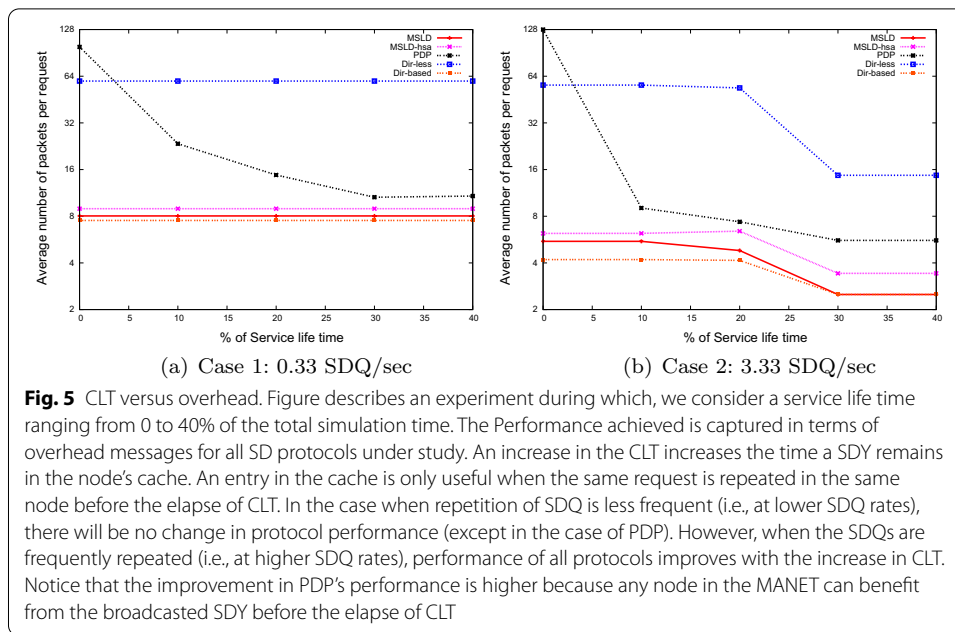 128
64
32
16
8
4
2
Average number of packets per request
0 5 10 15 20 25 30 35 40
% of Service life time
MSLD
MSLD-hsa
PDP
Dir-less
Dir-based
(a) Case 1: 0.33 SDQ/sec
128
64
32
16
8
4
2
Average number of packets per request
0 5 10 15 20 25 30 35 40
% of Service life time
MSLD
MSLD-hsa
PDP
Dir-less
Dir-based
(b) Case 2: 3.33 SDQ/sec
Fig. 5 CLT versus overhead. Figure describes an experiment during which, we consider a service life time
ranging from 0 to 40% of the total simulation time. The Performance achieved is captured in terms of
overhead messages for all SD protocols under study. An increase in the CLT increases the time a SDY remains
in the node's cache. An entry in the cache is only useful when the same request is repeated in the same
node before the elapse of CLT. In the case when repetition of SDQ is less frequent (i.e., at lower SDQ rates),
there will be no change in protocol performance (except in the case of PDP). However, when the SDQs are
frequently repeated (i.e., at higher SDQ rates), performance of all protocols improves with the increase in CLT.
Notice that the improvement in PDP's performance is higher because any node in the MANET can benefit
from the broadcasted SDY before the elapse of CLT